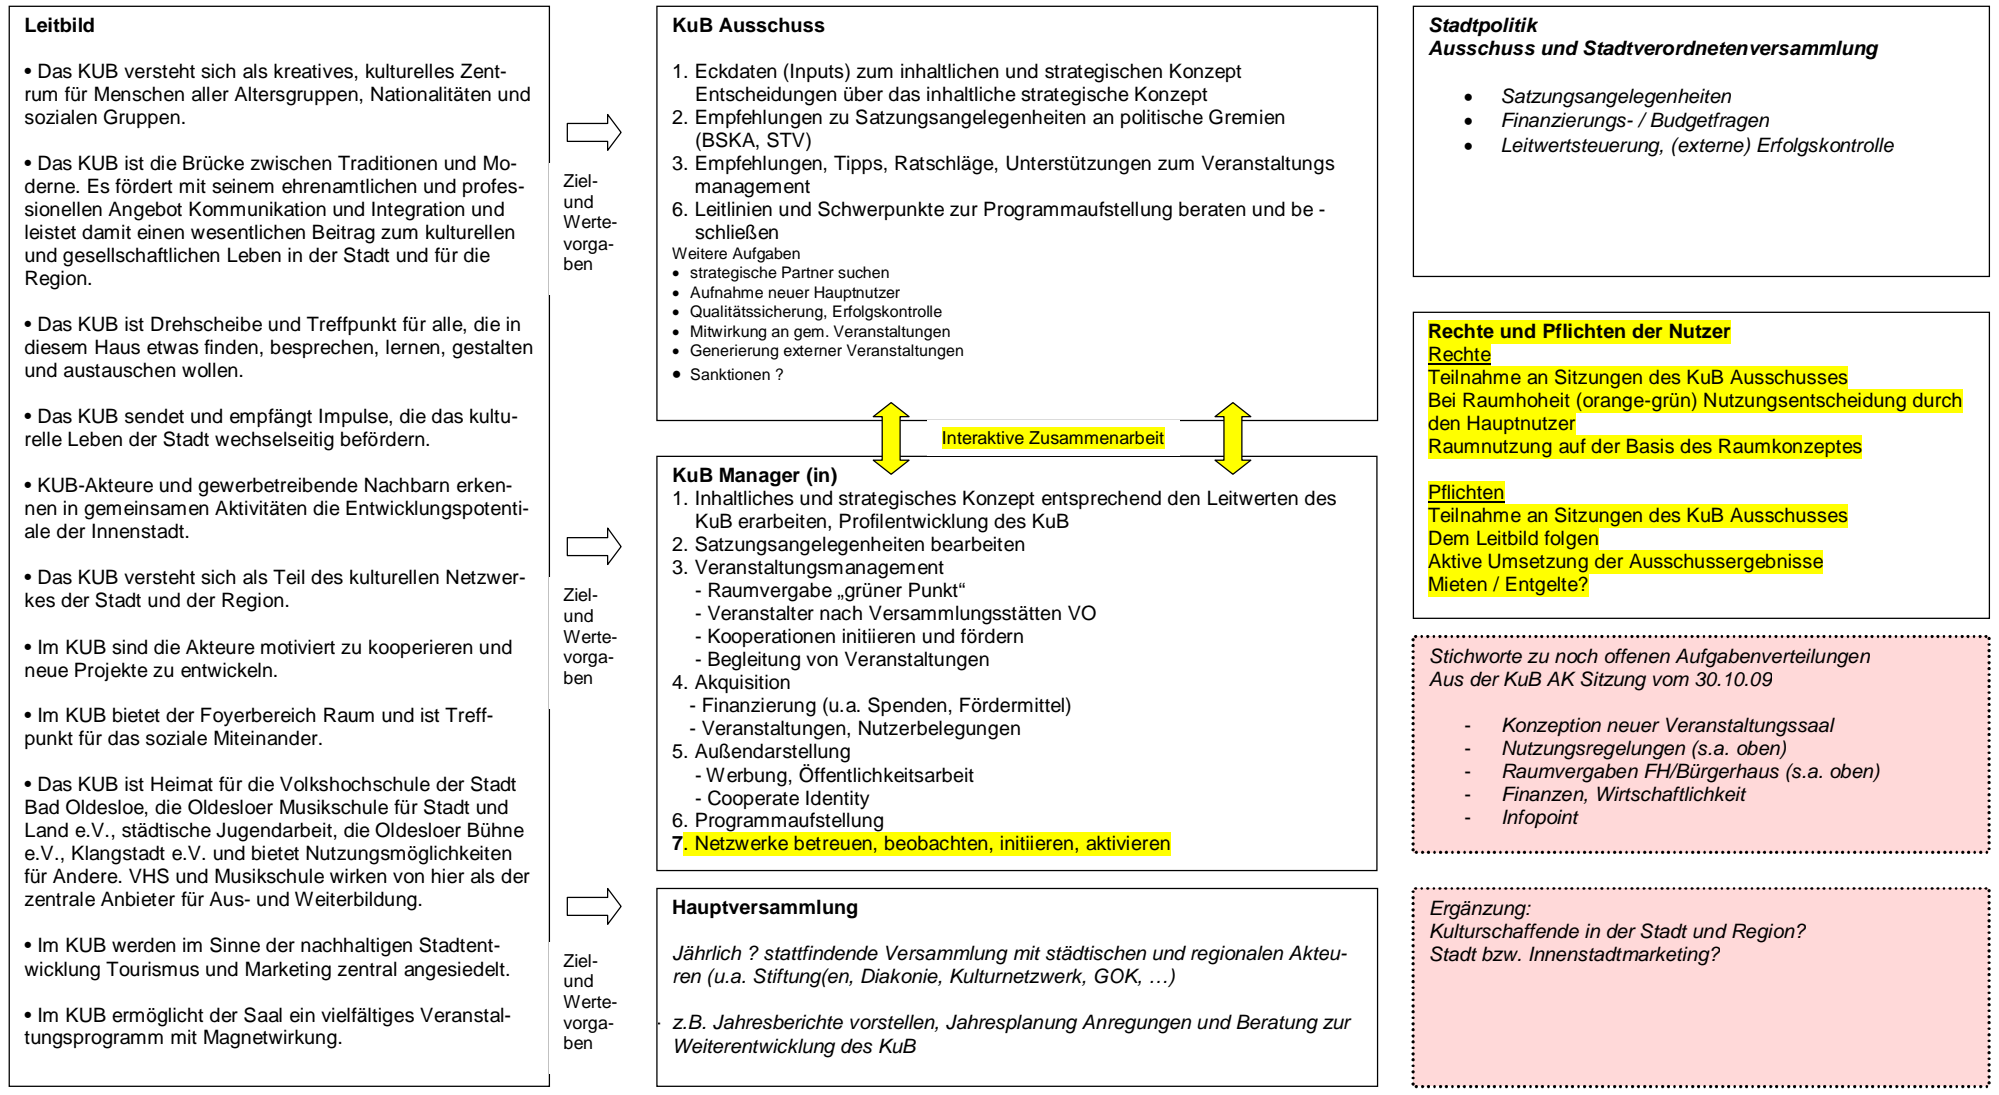 Leitbild
• Das KUB versteht sich als kreatives, kulturelles Zent-
rum für Menschen aller Altersgruppen, Nationalitäten und
sozialen Gruppen.
• Das KUB ist die Brücke zwischen Traditionen und Mo-
derne. Es fördert mit seinem ehrenamtlichen und profes-
sionellen Angebot Kommunikation und Integration und
leistet damit einen wesentlichen Beitrag zum kulturellen
und gesellschaftlichen Leben in der Stadt und für die
Region.
• Das KUB ist Drehscheibe und Treffpunkt für alle, die in
diesem Haus etwas finden, besprechen, lernen, gestalten
und austauschen wollen.
• Das KUB sendet und empfängt Impulse, die das kultu-
relle Leben der Stadt wechselseitig befördern.
• KUB-Akteure und gewerbetreibende Nachbarn erken-
nen in gemeinsamen Aktivitäten die Entwicklungspotenti-
ale der Innenstadt.
• Das KUB versteht sich als Teil des kulturellen Netzwer-
kes der Stadt und der Region.
• Im KUB sind die Akteure motiviert zu kooperieren und
neue Projekte zu entwickeln.
• Im KUB bietet der Foyerbereich Raum und ist Treff-
punkt für das soziale Miteinander.
• Das KUB ist Heimat für die Volkshochschule der Stadt
Bad Oldesloe, die Oldesloer Musikschule für Stadt und
Land e.V., städtische Jugendarbeit, die Oldesloer Bühne
e.V., Klangstadt e.V. und bietet Nutzungsmöglichkeiten
für Andere. VHS und Musikschule wirken von hier als der
zentrale Anbieter für Aus- und Weiterbildung.
• Im KUB werden im Sinne der nachhaltigen Stadtent-
wicklung Tourismus und Marketing zentral angesiedelt.
• Im KUB ermöglicht der Saal ein vielfältiges Veranstal-
tungsprogramm mit Magnetwirkung.
Ziel-
und
Werte-
vorga-
ben
Ziel-
und
Werte-
vorga-
ben
Ziel-
und
Werte-
vorga-
ben
KuB Ausschuss
1. Eckdaten (Inputs) zum inhaltlichen und strategischen Konzept
Entscheidungen über das inhaltliche strategische Konzept
2. Empfehlungen zu Satzungsangelegenheiten an politische Gremien
(BSKA, STV)
3. Empfehlungen, Tipps, Ratschläge, Unterstützungen zum Veranstaltungs
management
6. Leitlinien und Schwerpunkte zur Programmaufstellung beraten und be -
schließen
Weitere Aufgaben
• strategische Partner suchen
• Aufnahme neuer Hauptnutzer
• Qualitätssicherung, Erfolgskontrolle
• Mitwirkung an gem. Veranstaltungen
• Generierung externer Veranstaltungen
• Sanktionen ?
Interaktive Zusammenarbeit
KuB Manager (in)
1. Inhaltliches und strategisches Konzept entsprechend den Leitwerten des
KuB erarbeiten, Profilentwicklung des KuB
2. Satzungsangelegenheiten bearbeiten
3. Veranstaltungsmanagement
- Raumvergabe „grüner Punkt“
- Veranstalter nach Versammlungsstätten VO
- Kooperationen initiieren und fördern
- Begleitung von Veranstaltungen
4. Akquisition
- Finanzierung (u.a. Spenden, Fördermittel)
- Veranstaltungen, Nutzerbelegungen
5. Außendarstellung
- Werbung, Öffentlichkeitsarbeit
- Cooperate Identity
6. Programmaufstellung
7. Netzwerke betreuen, beobachten, initiieren, aktivieren
Hauptversammlung
Jährlich ? stattfindende Versammlung mit städtischen und regionalen Akteu-
ren (u.a. Stiftung(en, Diakonie, Kulturnetzwerk, GOK, …)
z.B. Jahresberichte vorstellen, Jahresplanung Anregungen und Beratung zur
Weiterentwicklung des KuB
Stadtpolitik
Ausschuss und Stadtverordnetenversammlung
• Satzungsangelegenheiten
• Finanzierungs- / Budgetfragen
• Leitwertsteuerung, (externe) Erfolgskontrolle
Rechte und Pflichten der Nutzer
Rechte
Teilnahme an Sitzungen des KuB Ausschusses
Bei Raumhoheit (orange-grün) Nutzungsentscheidung durch
den Hauptnutzer
Raumnutzung auf der Basis des Raumkonzeptes
Pflichten
Teilnahme an Sitzungen des KuB Ausschusses
Dem Leitbild folgen
Aktive Umsetzung der Ausschussergebnisse
Mieten / Entgelte?
Stichworte zu noch offenen Aufgabenverteilungen
Aus der KuB AK Sitzung vom 30.10.09
- Konzeption neuer Veranstaltungssaal
- Nutzungsregelungen (s.a. oben)
- Raumvergaben FH/Bürgerhaus (s.a. oben)
- Finanzen, Wirtschaftlichkeit
- Infopoint
Ergänzung:
Kulturschaffende in der Stadt und Region?
Stadt bzw. Innenstadtmarketing?